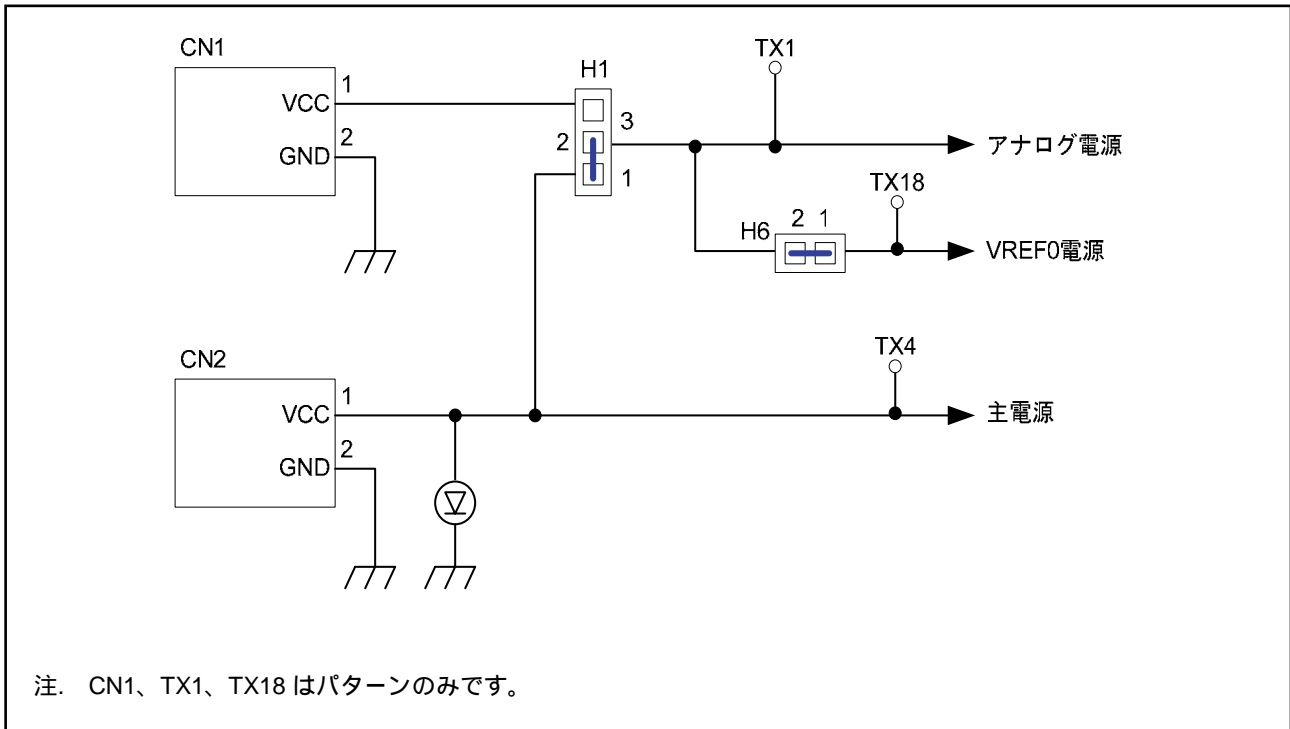 CN1
VCC 1
GND 2
H1
3
2
1
TX1
アナログ電源
TX18
H6
2 1
VREF0電源
CN2
VCC 1
GND 2
TX4
主電源
注. CN1、TX1、TX18 はパターンのみです。